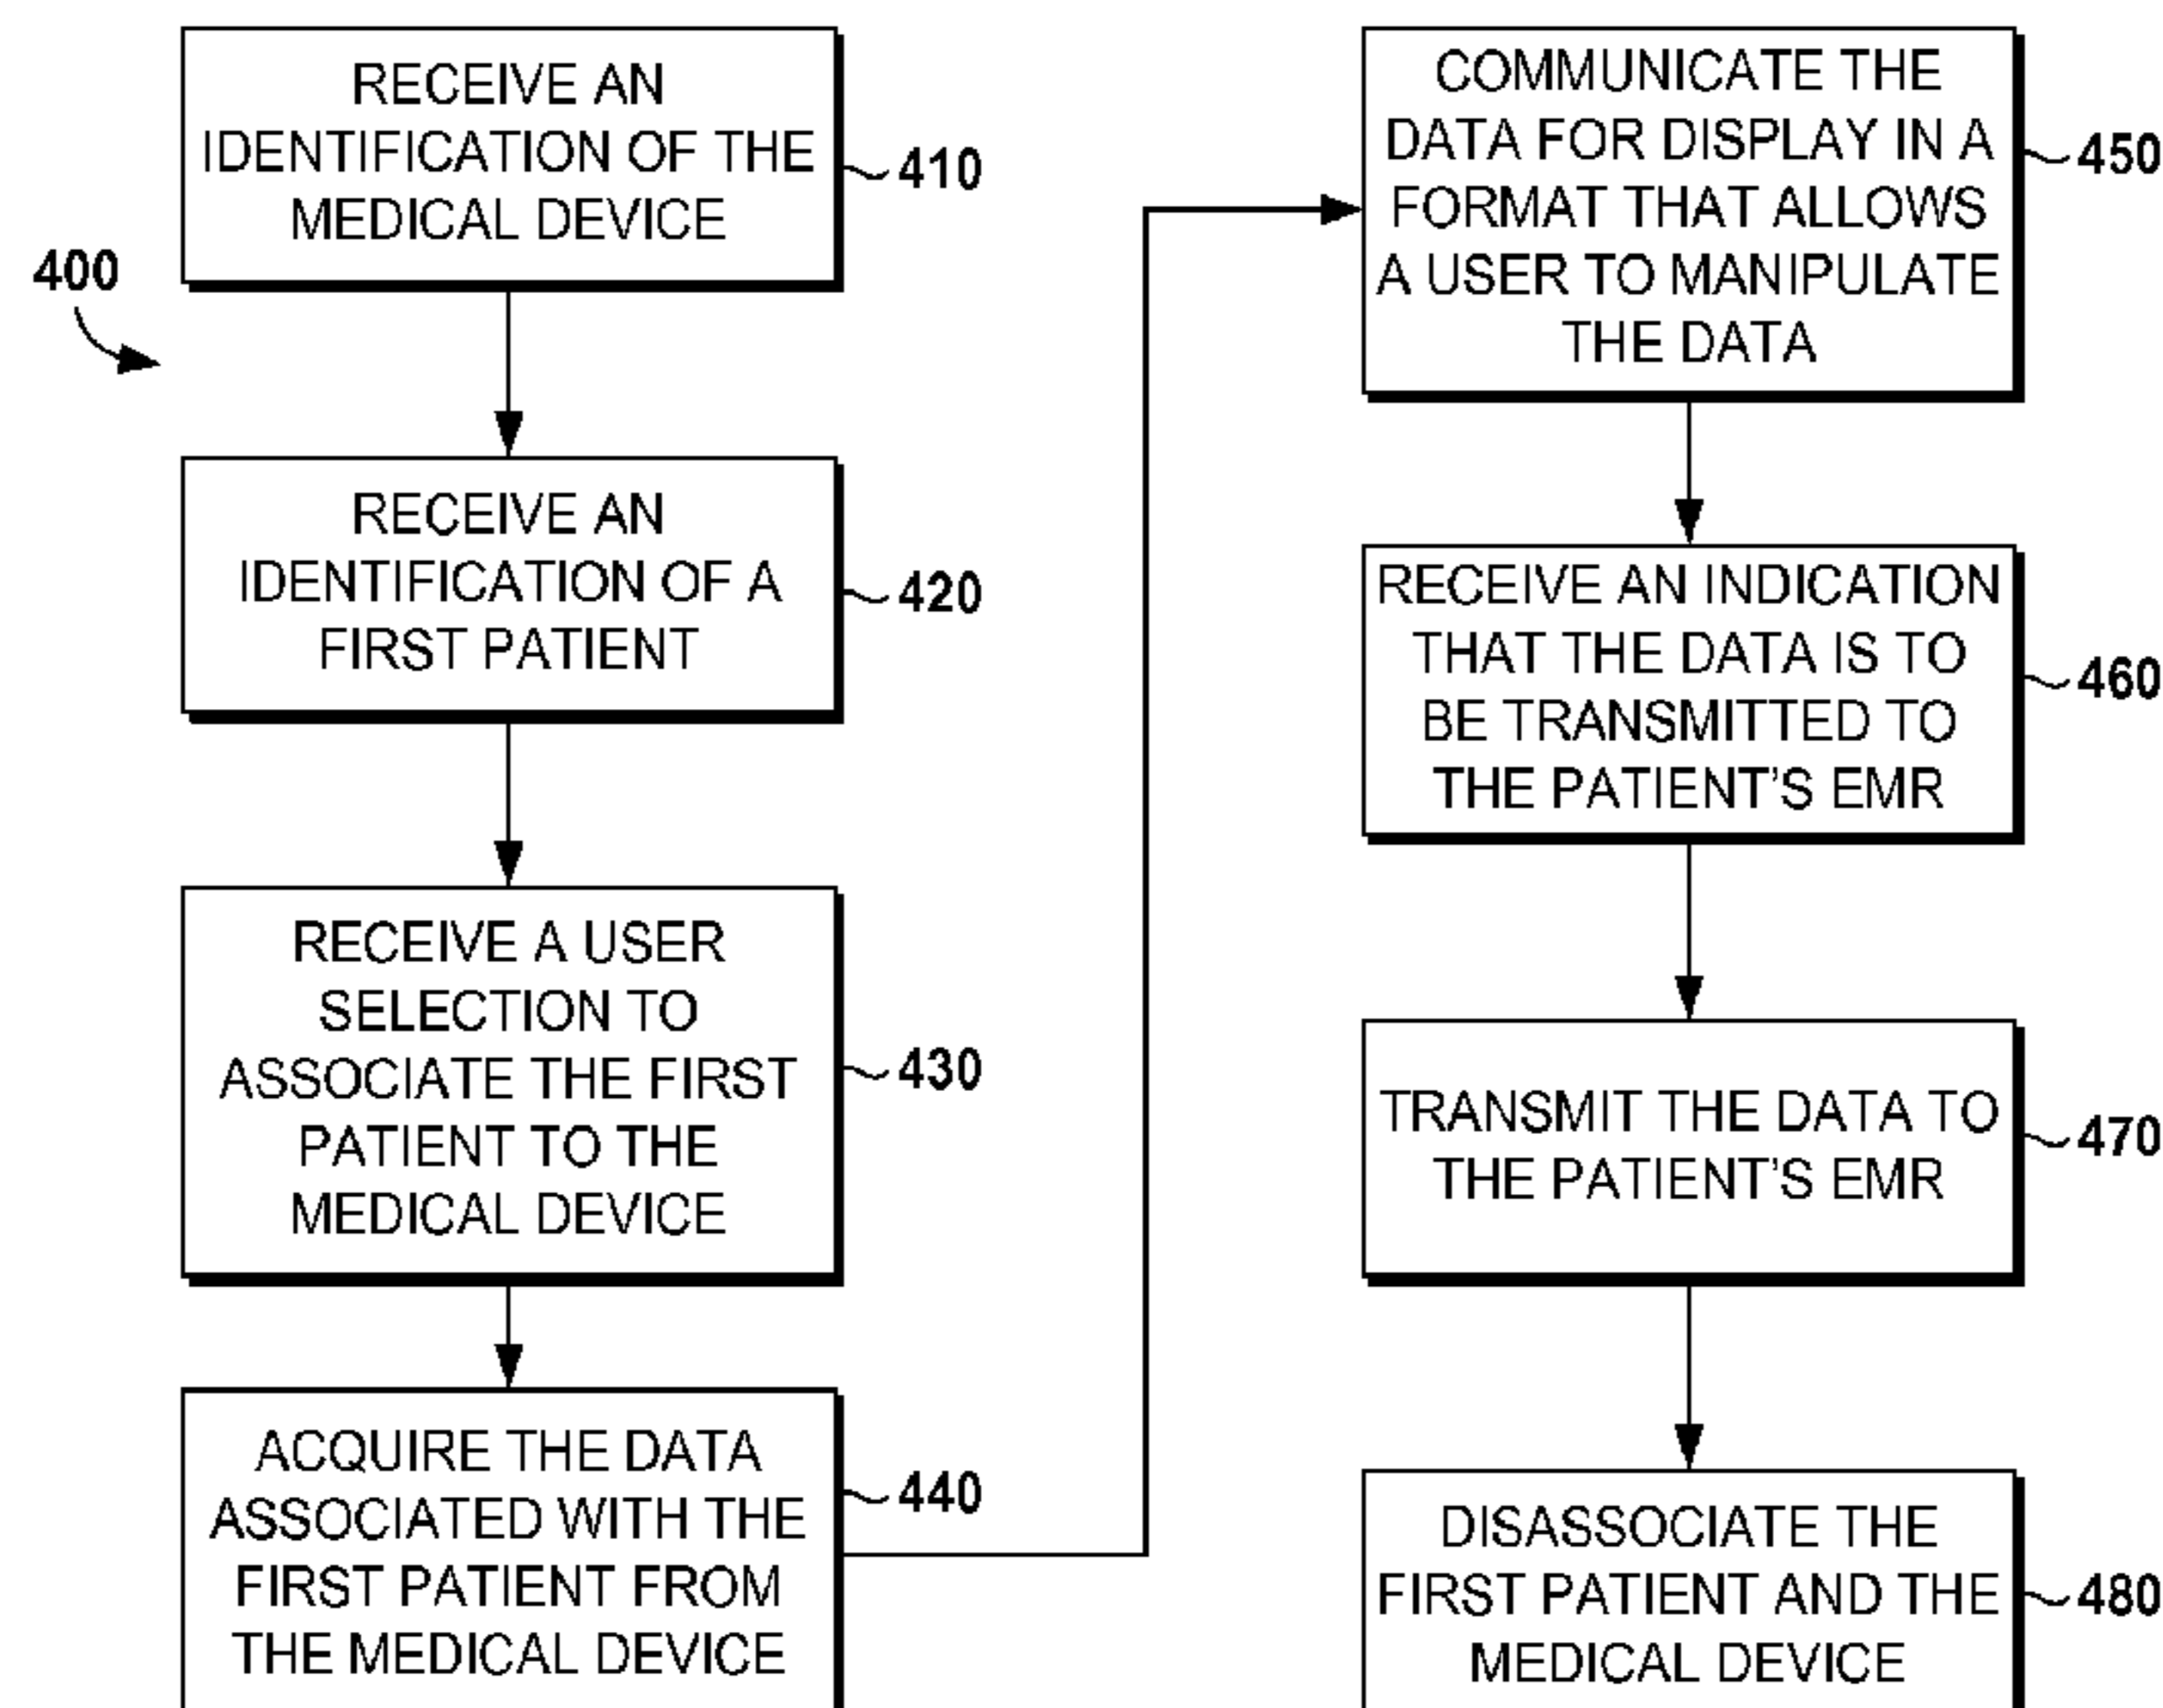 400
RECEIVE AN
IDENTIFICATION OF THE
MEDICAL DEVICE
410
RECEIVE AN
IDENTIFICATION OF A
FIRST PATIENT
420
RECEIVE A USER
SELECTION TO
ASSOCIATE THE FIRST
PATIENT TO THE
MEDICAL DEVICE
430
ACQUIRE THE DATA
ASSOCIATED WITH THE
FIRST PATIENT FROM
THE MEDICAL DEVICE
440
COMMUNICATE THE
DATA FOR DISPLAY IN A
FORMAT THAT ALLOWS
A USER TO MANIPULATE
THE DATA
450
RECEIVE AN INDICATION
THAT THE DATA IS TO
BE TRANSMITTED TO
THE PATIENT'S EMR
460
TRANSMIT THE DATA TO
THE PATIENT'S EMR
470
DISASSOCIATE THE
FIRST PATIENT AND THE
MEDICAL DEVICE
480